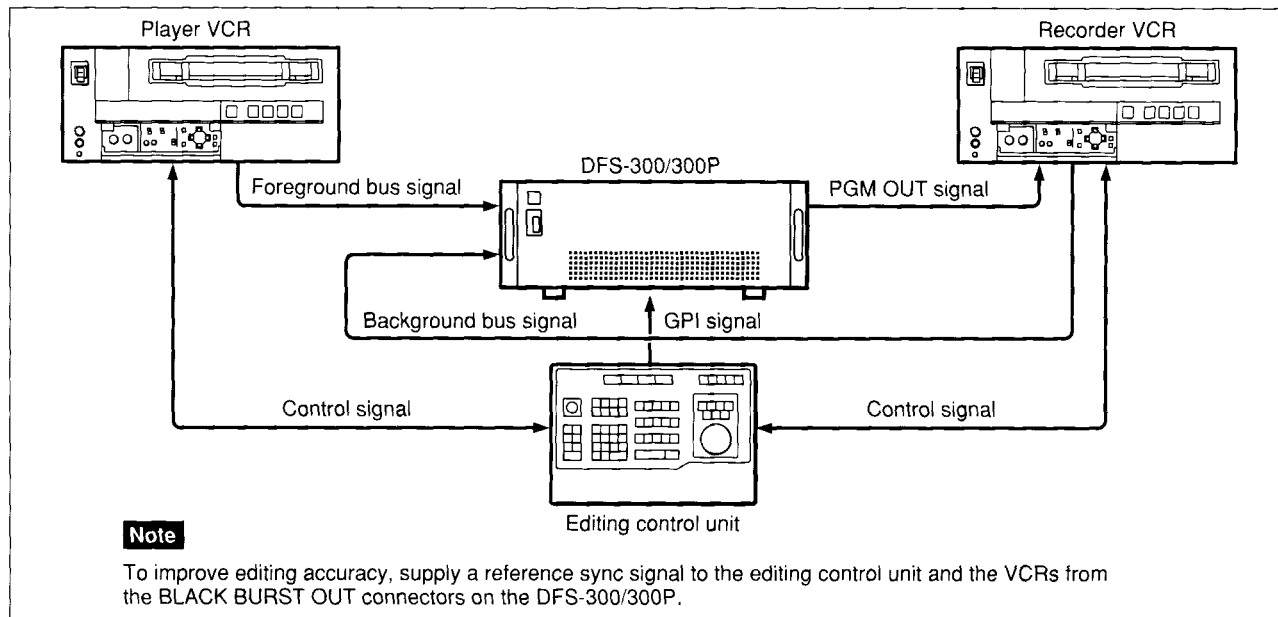 Player VCR
Recorder VCR
DFS-300/300P
Foreground bus signal
PGM OUT signal
Background bus signal
GPI signal
Control signal
Control signal
Editing control unit
Note
To improve editing accuracy, supply a reference sync signal to the editing control unit and the VCRs from
the BLACK BURST OUT connectors on the DFS-300/300P.